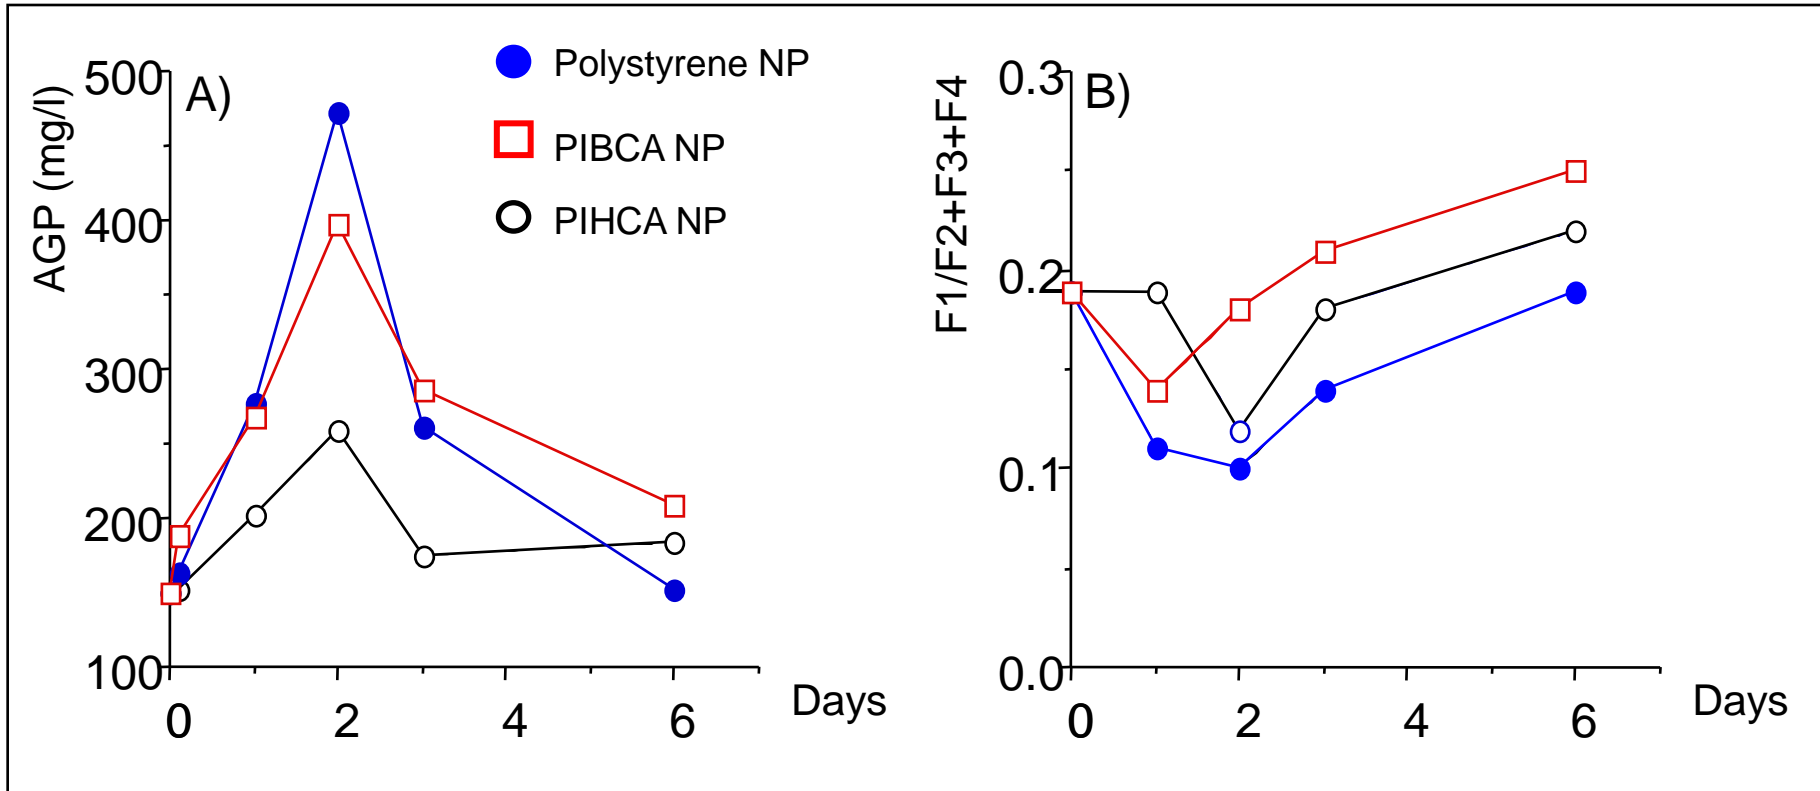 A)
AGP (mg/l)
500
400
300
200
100
0
2
4
6
Days
Polystyrene NP
PIBCA NP
PIHCA NP
B)
F1/F2+F3+F4
0.3
0.2
0.1
0.0
0
2
4
6
Days